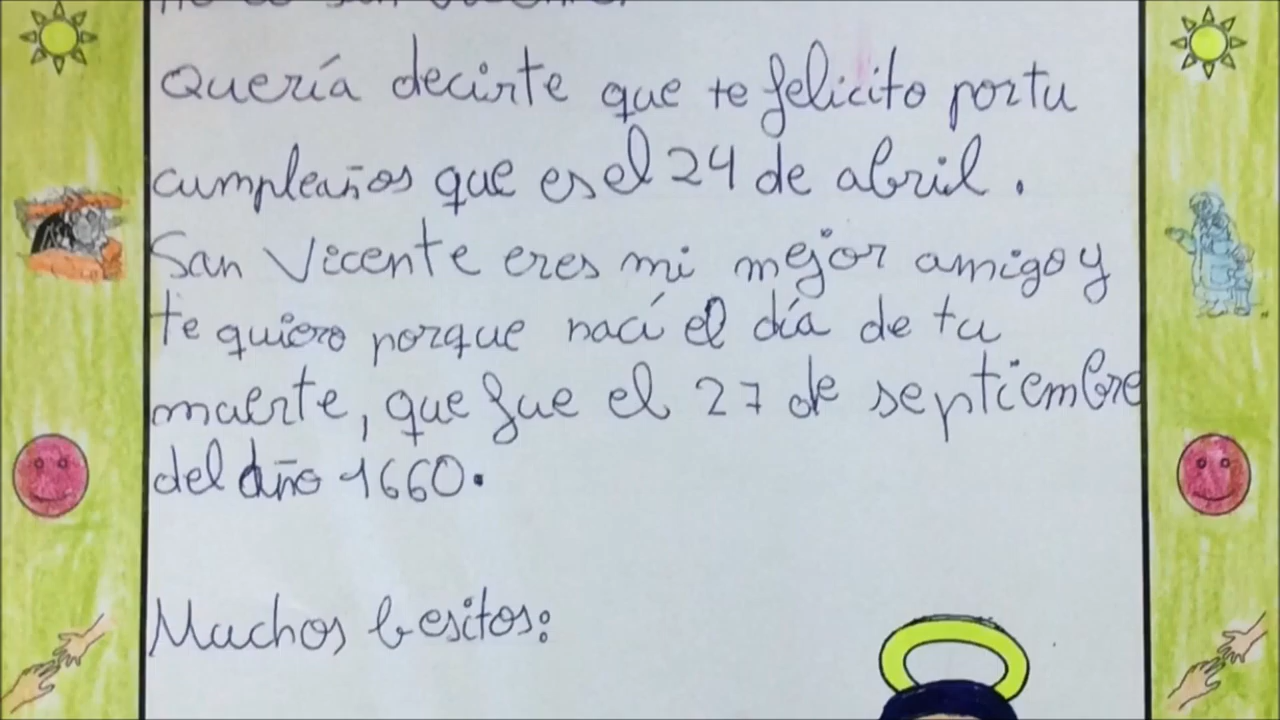 Quería decirte que te felicito por tu
cumpleaños que es el 24 de abril.
San Vicente eres mi mejor amigo y
te quiero porque nací el día de tu
muerte, que fue el 27 de septiembre
del año 1660.
Muchos besitos: